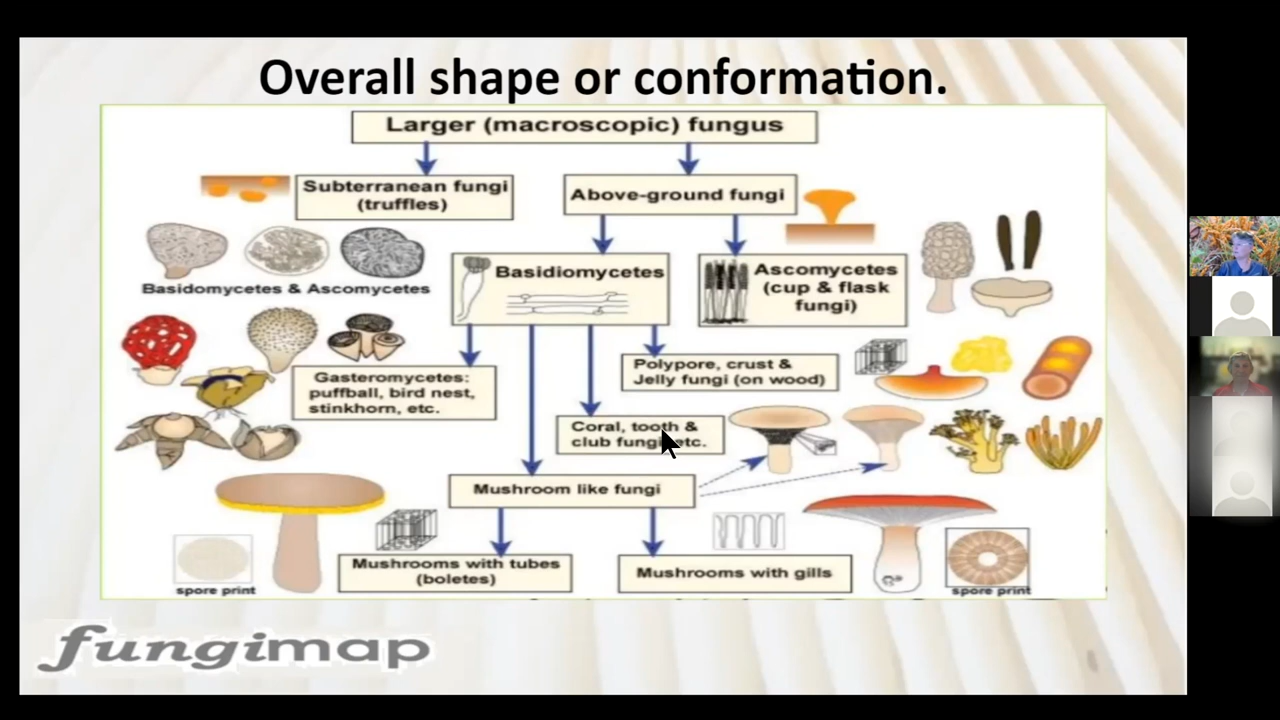 Overall shape or conformation.
Larger (macroscopic) fungus
Subterranean fungi
(truffles)
Above-ground fungi
Basidomycetes & Ascomycetes
Basidiomycetes
Ascomycetes
(cup & flask
fungi)
Gasteromycetes:
puffball, bird nest,
stinkhorn, etc.
Polypore, crust &
Jelly fungi (on wood)
Coral, tooth &
club fungi etc.
Mushroom like fungi
Mushrooms with tubes
(boletes)
Mushrooms with gills
spore print
spore print
fungimap